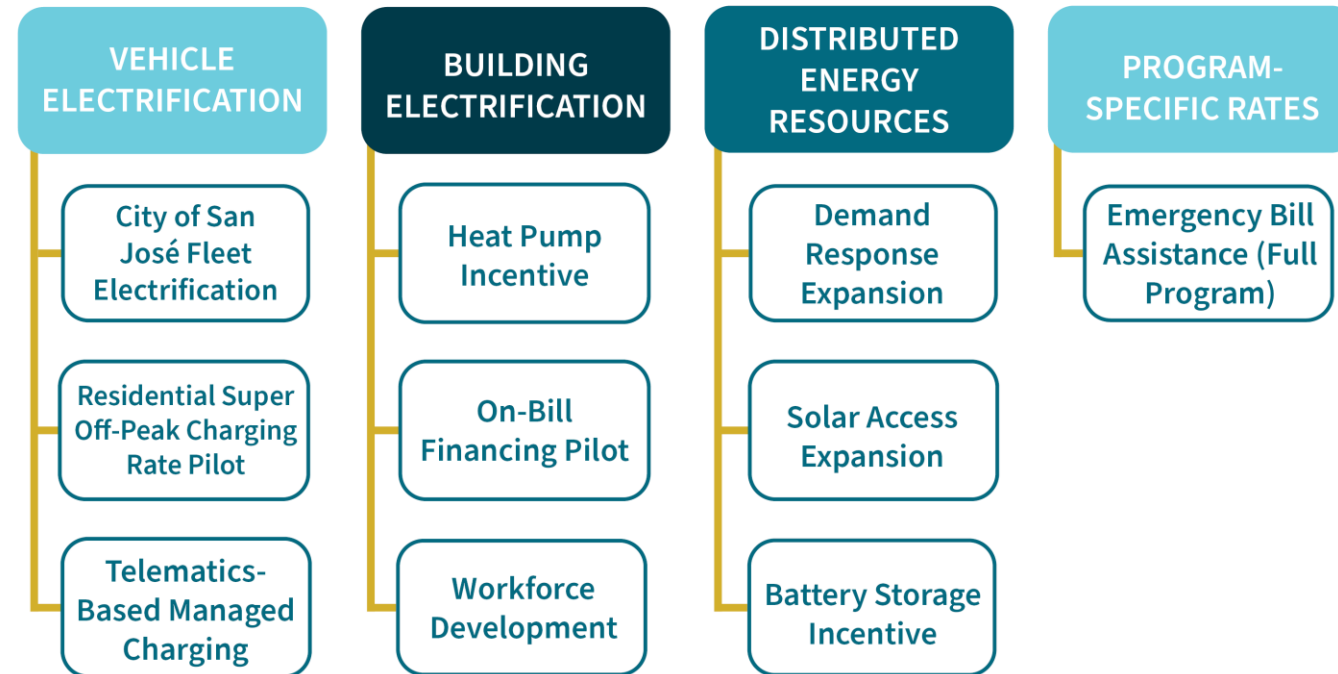 VEHICLE
ELECTRIFICATION
City of San
José Fleet
Electrification
Residential Super
Off-Peak Charging
Rate Pilot
Telematics-
Based Managed
Charging
BUILDING
ELECTRIFICATION
Heat Pump
Incentive
On-Bill
Financing Pilot
Workforce
Development
DISTRIBUTED
ENERGY
RESOURCES
Demand
Response
Expansion
Solar Access
Expansion
Battery Storage
Incentive
PROGRAM-
SPECIFIC RATES
Emergency Bill
Assistance (Full
Program)